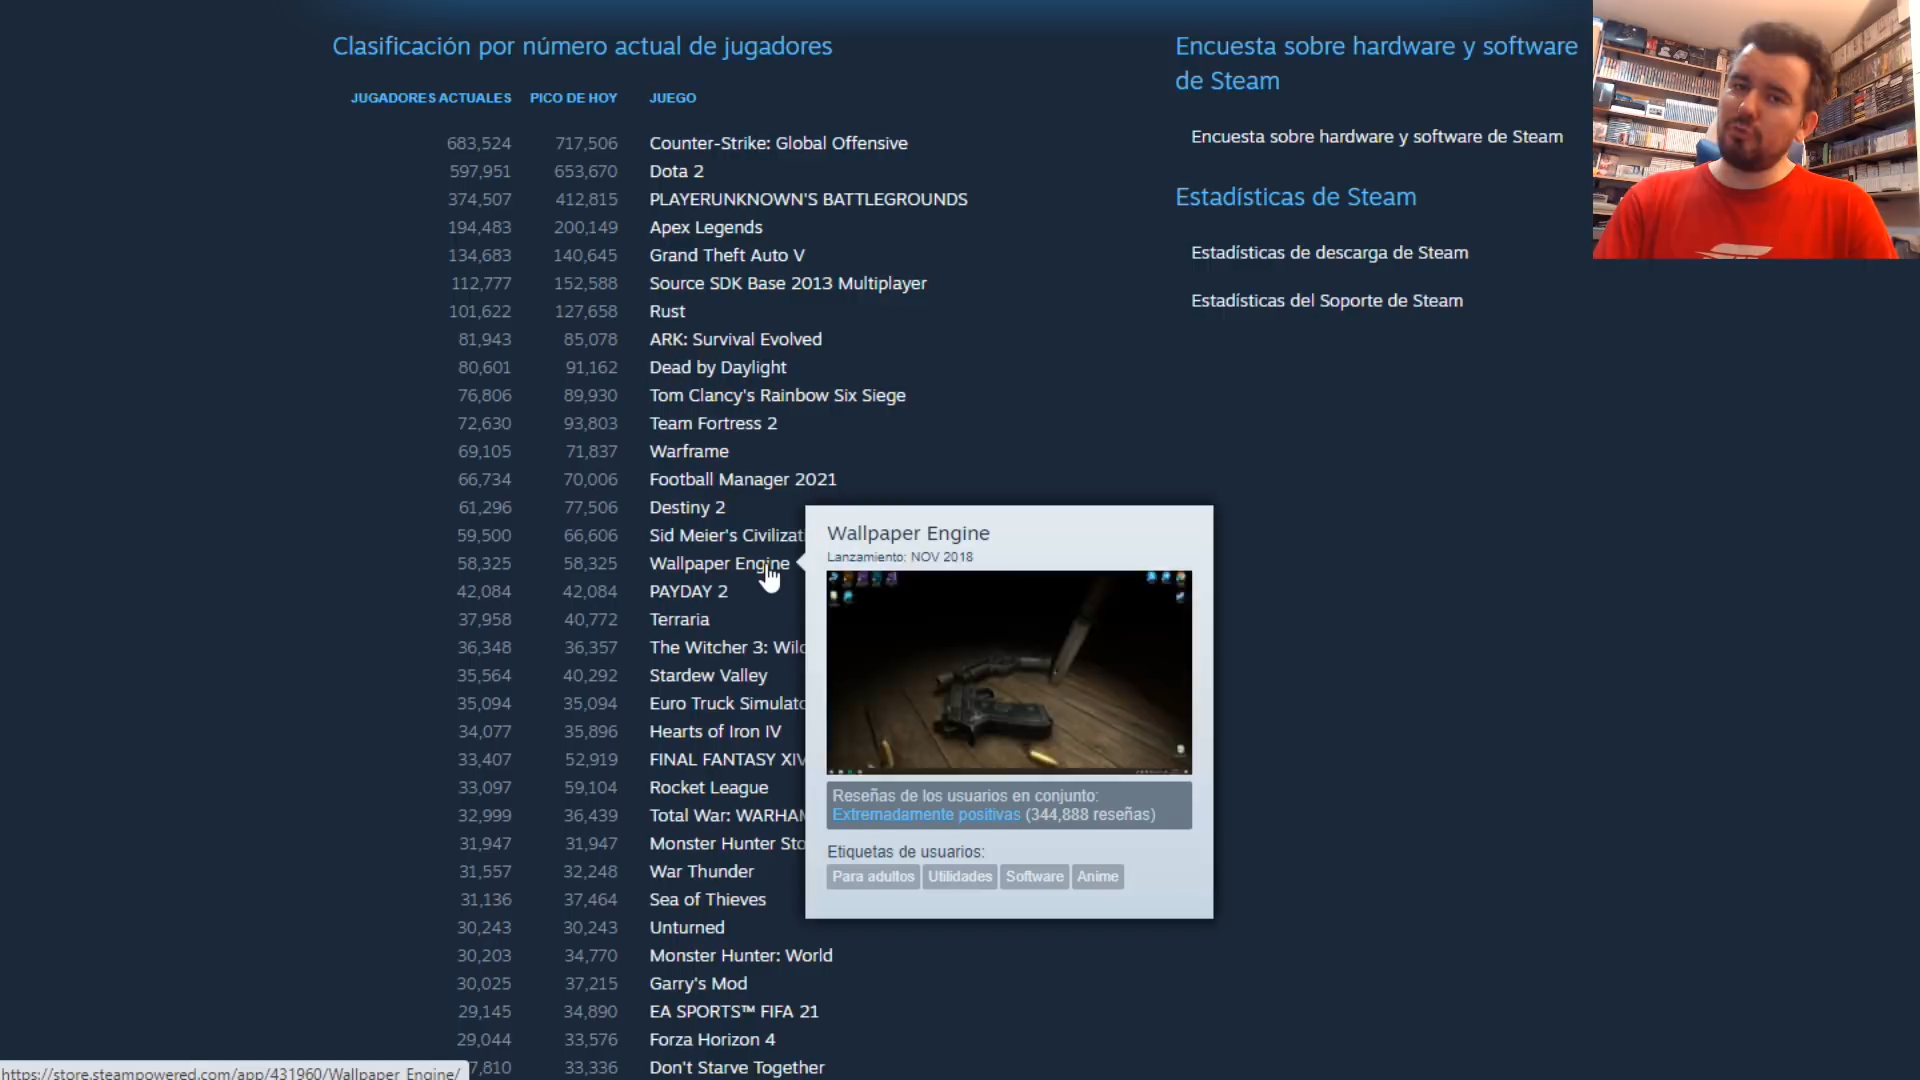 Clasificación por número actual de jugadores
JUGADORES ACTUALES PICO DE HOY JUEGO
683,524 717,506 Counter-Strike: Global Offensive
597,951 653,670 Dota 2
374,507 412,815 PLAYERUNKNOWN'S BATTLEGROUNDS
194,483 200,149 Apex Legends
134,683 140,645 Grand Theft Auto V
112,777 152,588 Source SDK Base 2013 Multiplayer
101,622 127,658 Rust
81,943 85,078 ARK: Survival Evolved
80,601 91,162 Dead by Daylight
76,806 89,930 Tom Clancy's Rainbow Six Siege
72,630 93,803 Team Fortress 2
69,105 71,837 Warframe
66,734 70,006 Football Manager 2021
61,296 77,506 Destiny 2
59,500 66,606 Sid Meier's Civilizati
58,325 58,325 Wallpaper Engine
42,084 42,084 PAYDAY 2
37,958 40,772 Terraria
36,348 36,357 The Witcher 3: Wild
35,564 40,292 Stardew Valley
35,094 35,094 Euro Truck Simulato
34,077 35,896 Hearts of Iron IV
33,407 52,919 FINAL FANTASY XIV
33,097 59,104 Rocket League
32,999 36,439 Total War: WARHAM
31,947 31,947 Monster Hunter Sto
31,557 32,248 War Thunder
31,136 37,464 Sea of Thieves
30,243 30,243 Unturned
30,203 34,770 Monster Hunter: World
30,025 37,215 Garry's Mod
29,145 34,890 EA SPORTS™ FIFA 21
29,044 33,576 Forza Horizon 4
7,810 33,336 Don't Starve Together
Wallpaper Engine
Lanzamiento: NOV 2018
Reseñas de los usuarios en conjunto:
Extremadamente positivas (344,888 reseñas)
Etiquetas de usuarios:
Para adultos Utilidades Software Anime
Encuesta sobre hardware y software
de Steam
Encuesta sobre hardware y software de Steam
Estadísticas de Steam
Estadísticas de descarga de Steam
Estadísticas del Soporte de Steam
https://store.steampowered.com/app/431960/Wallpaper_Engine/